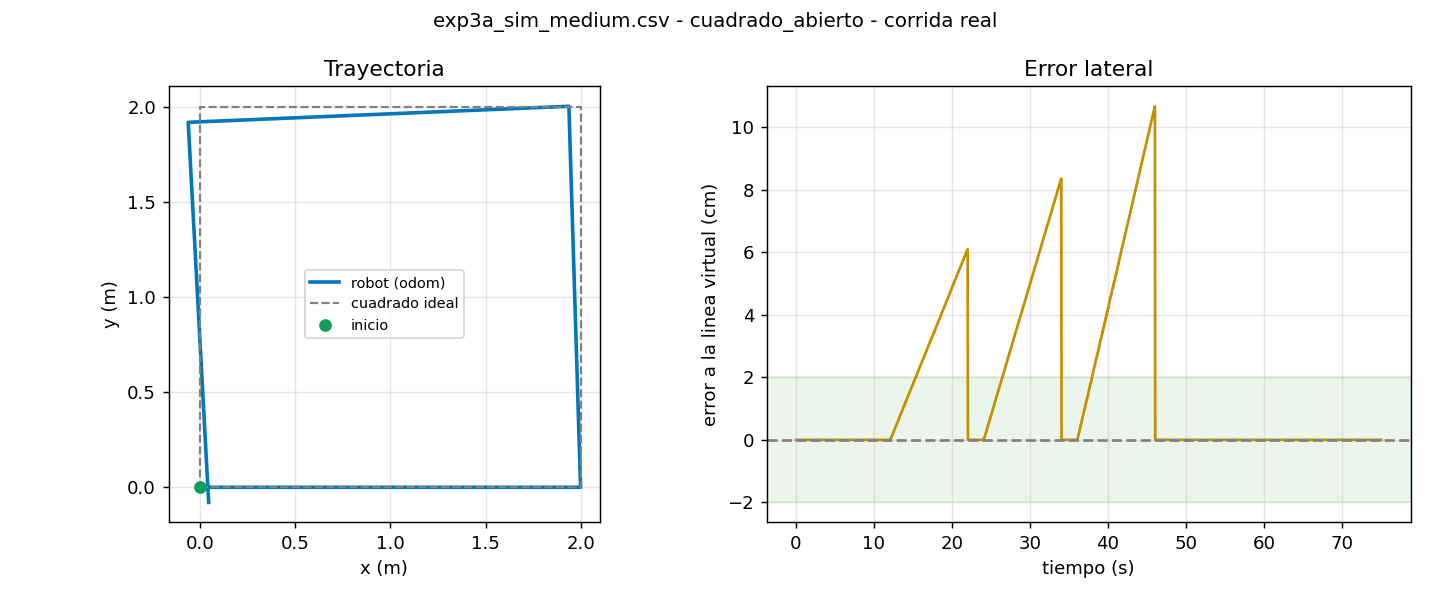 exp3a_sim_medium.csv - cuadrado_abierto - corrida real
Trayectoria
y (m)
2.0
1.5
1.0
0.5
0.0
robot (odom)
cuadrado ideal
inicio
0.0 0.5 1.0 1.5 2.0
x (m)
Error lateral
error a la linea virtual (cm)
10
8
6
4
2
0
−2
0 10 20 30 40 50 60 70
tiempo (s)